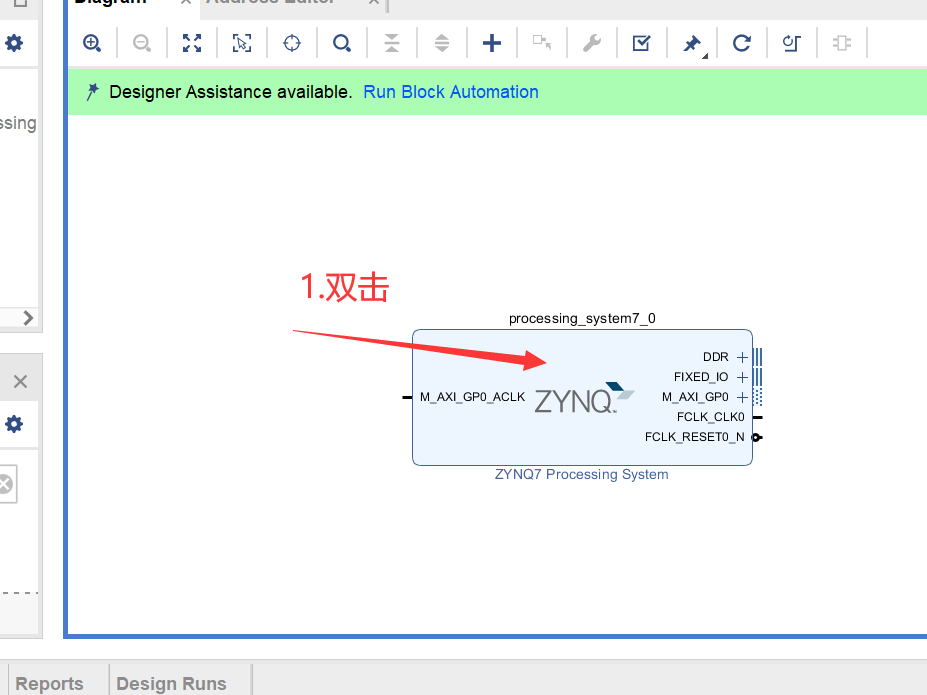 Diagram
Address Editor
Designer Assistance available. Run Block Automation
ssing
1.双击
processing_system7_0
DDR
FIXED_IO
M_AXI_GP0_ACLK
ZYNQ
M_AXI_GP0
FCLK_CLK0
FCLK_RESET0_N
ZYNQ7 Processing System
Reports
Design Runs